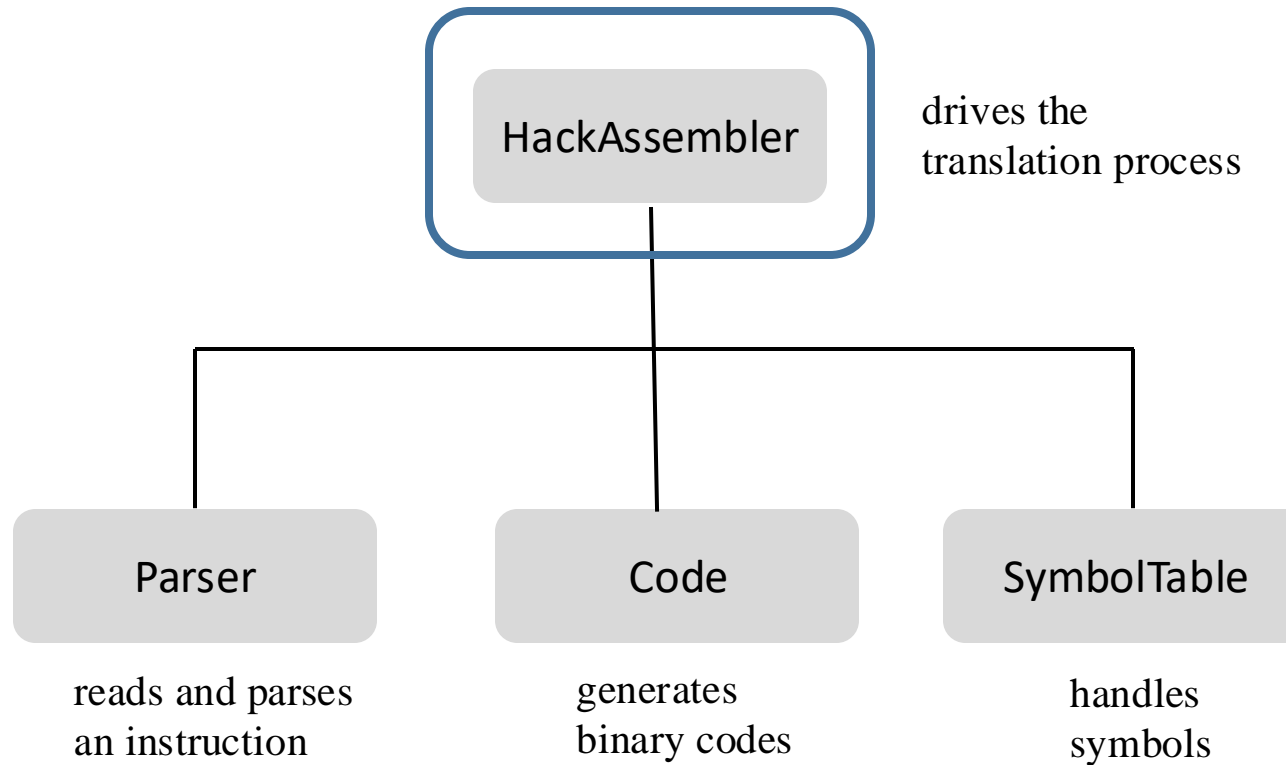 HackAssembler
drives the
translation process
Parser
Code
SymbolTable
reads and parses
an instruction
generates
binary codes
handles
symbols